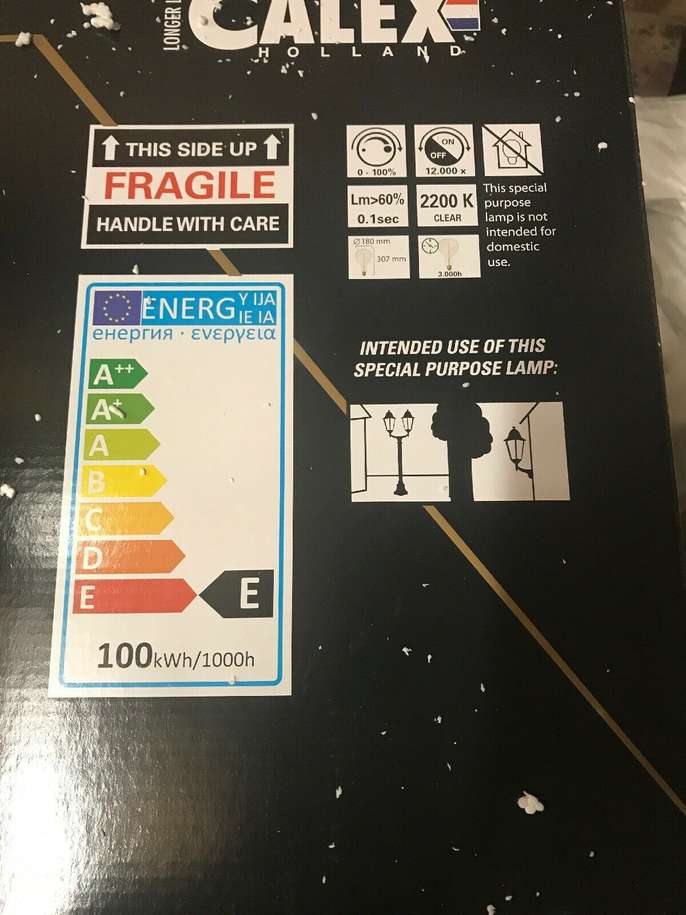 LONGER L
CALEX
HOLLAND
THIS SIDE UP
FRAGILE
HANDLE WITH CARE
0 - 100%
ON
OFF
12.000 x
Lm>60%
0.1sec
2200 K
CLEAR
Ø 180 mm
307 mm
3.000h
This special
purpose
lamp is not
intended for
domestic
use.
ENERG Y IJA
IE IA
енергия · ενεργεια
A++
A+
A
B
C
D
E
E
100 kWh/1000h
INTENDED USE OF THIS
SPECIAL PURPOSE LAMP: